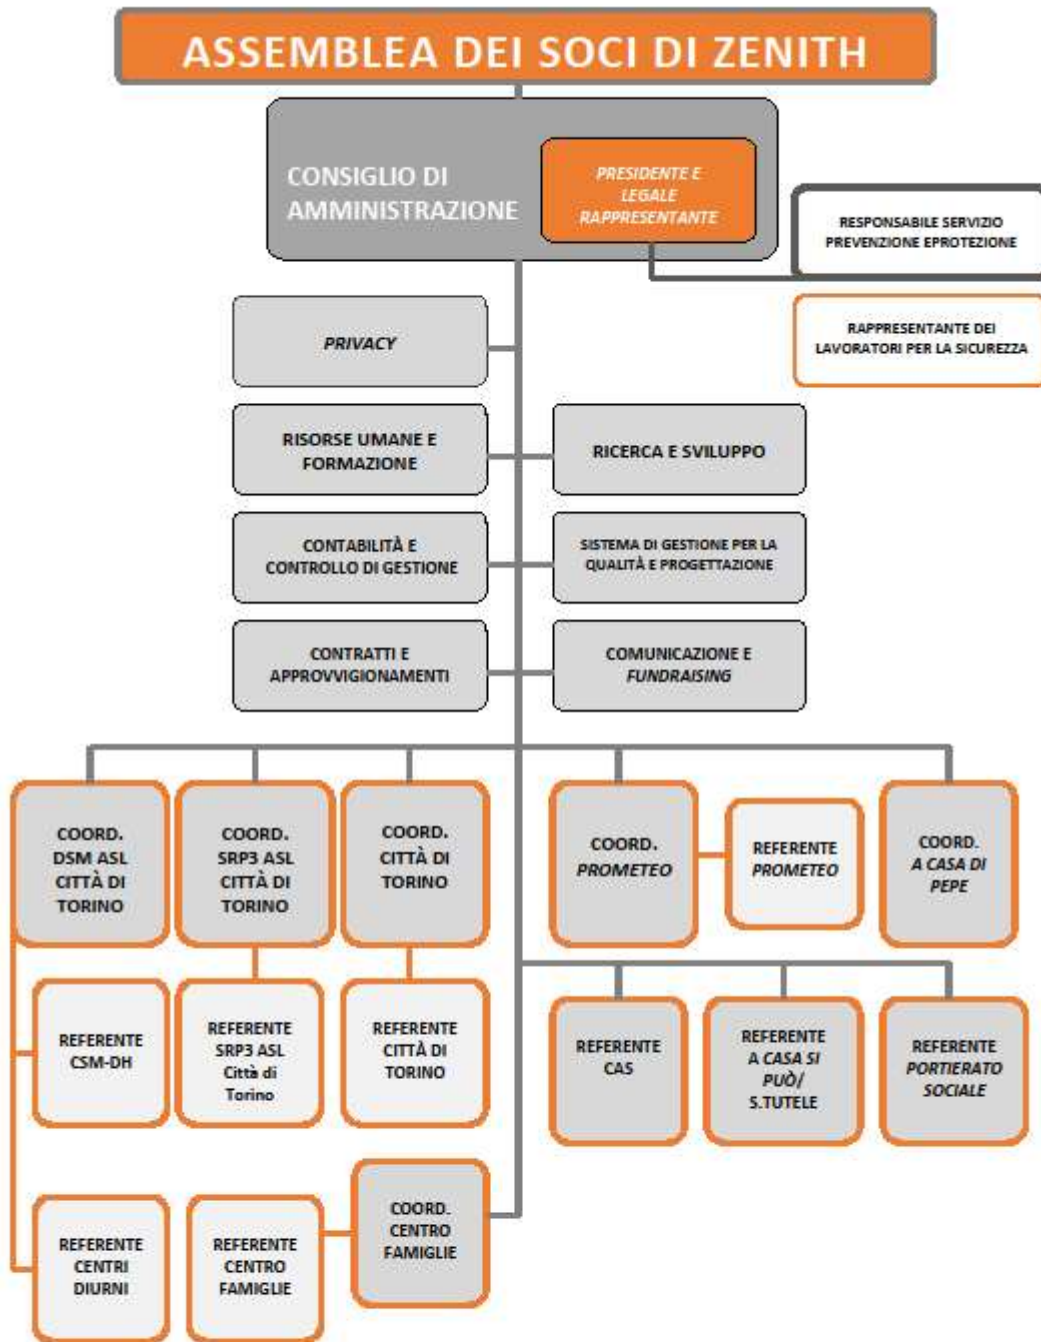 ASSEMBLEA DEI SOCI DI ZENITH
CONSIGLIO DI
AMMINISTRAZIONE
PRESIDENTE E
LEGALE
RAPPRESENTANTE
RESPONSABILE SERVIZIO
PREVENZIONE EPROTEZIONE
RAPPRESENTANTE DEI
LAVORATORI PER LA SICUREZZA
PRIVACY
RISORSE UMANE E
FORMAZIONE
RICERCA E SVILUPPO
CONTABILITÀ E
CONTROLLO DI GESTIONE
SISTEMA DI GESTIONE PER LA
QUALITÀ E PROGETTAZIONE
CONTRATTI E
APPROVVIGIONAMENTI
COMUNICAZIONE E
FUNDRAISING
COORD.
DSM ASL
CITTÀ DI
TORINO
COORD.
SRP3 ASL
CITTÀ DI
TORINO
COORD.
CITTÀ DI
TORINO
COORD.
PROMETEO
REFERENTE
PROMETEO
COORD.
A CASA DI
PEPE
REFERENTE
CSM-DH
REFERENTE
SRP3 ASL
Città di
Torino
REFERENTE
CITTÀ DI
TORINO
REFERENTE
CAS
REFERENTE
A CASA SI
PUÒ/
S.TUTELE
REFERENTE
PORTIERATO
SOCIALE
REFERENTE
CENTRI
DIURNI
REFERENTE
CENTRO
FAMIGLIE
COORD.
CENTRO
FAMIGLIE